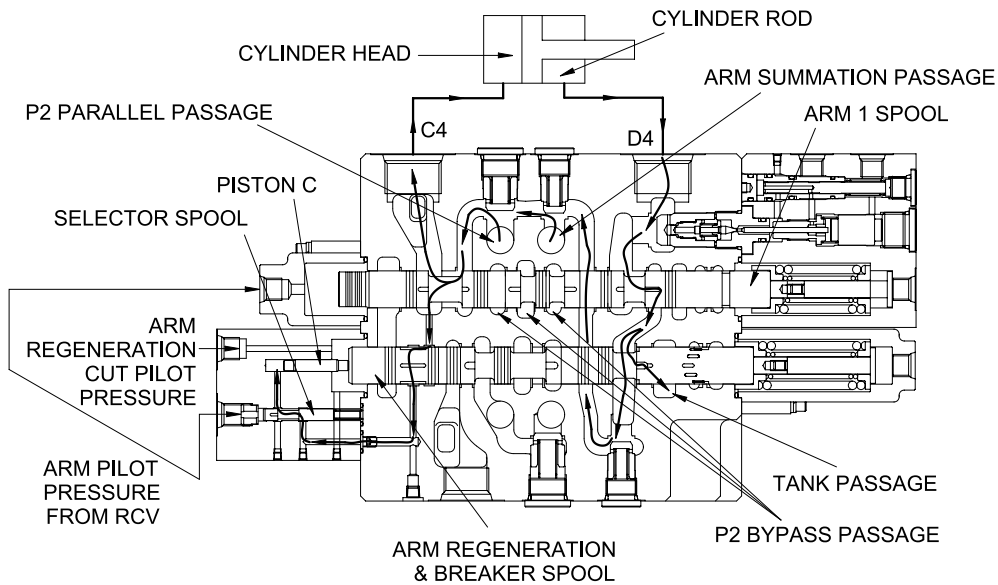 CYLINDER ROD
CYLINDER HEAD
ARM SUMMATION PASSAGE
P2 PARALLEL PASSAGE
C4
D4
ARM 1 SPOOL
PISTON C
SELECTOR SPOOL
ARM
REGENERATION
CUT PILOT
PRESSURE
ARM PILOT
PRESSURE
FROM RCV
TANK PASSAGE
P2 BYPASS PASSAGE
ARM REGENERATION
& BREAKER SPOOL